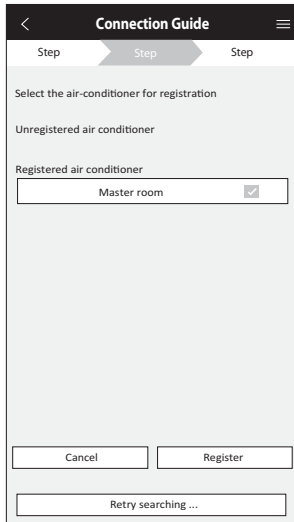 Connection Guide
Step Step Step
Select the air-conditioner for registration
Unregistered air conditioner
Registered air conditioner
Master room
Cancel Register
Retry searching ...